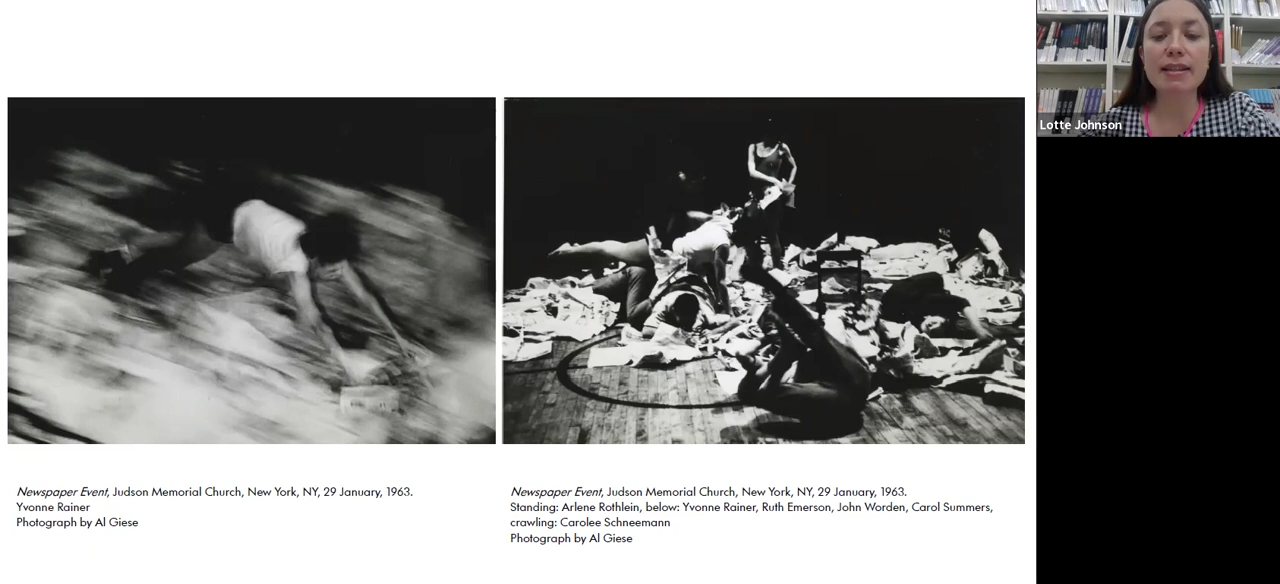 Lotte Johnson
Newspaper Event, Judson Memorial Church, New York, NY, 29 January, 1963.
Yvonne Rainer
Photograph by Al Giese
Newspaper Event, Judson Memorial Church, New York, NY, 29 January, 1963.
Standing: Arlene Rothlein, below: Yvonne Rainer, Ruth Emerson, John Worden, Carol Summers,
crawling: Carolee Schneemann
Photograph by Al Giese